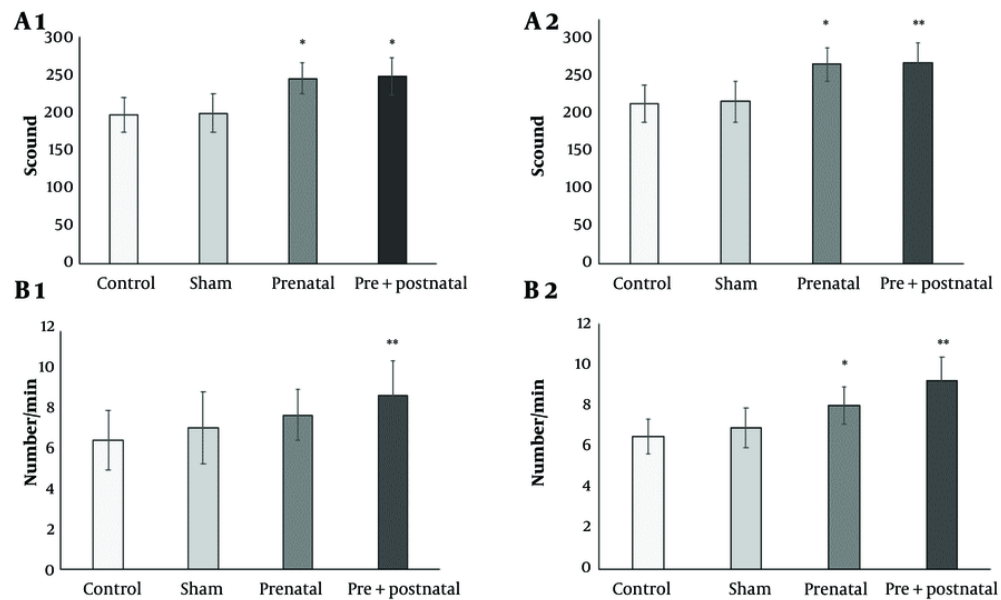 A 1
Scound
300
250
200
150
100
50
0
* *
Control Sham Prenatal Pre + postnatal
A 2
Scound
300
250
200
150
100
50
0
* **
Control Sham Prenatal Pre + postnatal
B 1
Number/min
12
10
8
6
4
2
0
**
Control Sham Prenatal Pre + postnatal
B 2
Number/min
12
10
8
6
4
2
0
* **
Control Sham Prenatal Pre + postnatal